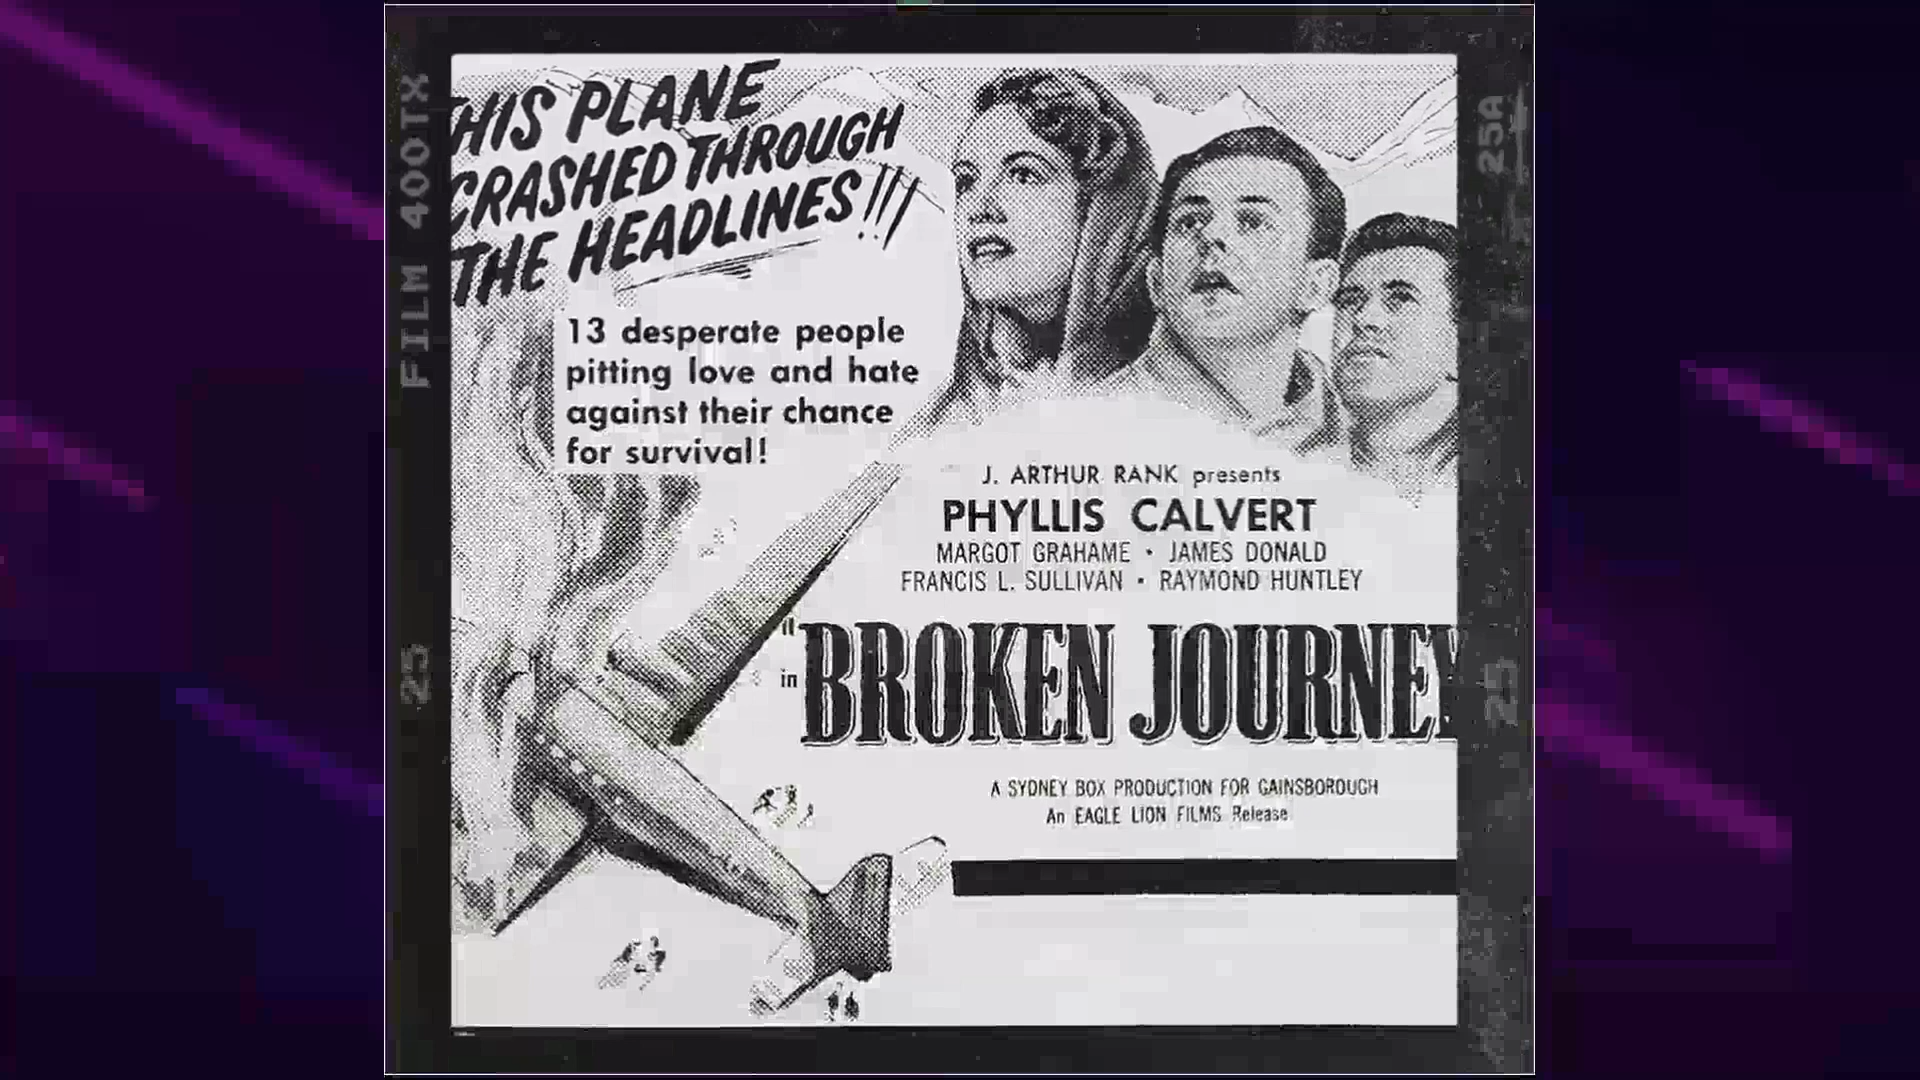 HIS PLANE
CRASHED THROUGH
THE HEADLINES!!!
13 desperate people
pitting love and hate
against their chance
for survival!
J. ARTHUR RANK presents
PHYLLIS CALVERT
MARGOT GRAHAME • JAMES DONALD
FRANCIS L. SULLIVAN • RAYMOND HUNTLEY
in
BROKEN JOURNEY
A SYDNEY BOX PRODUCTION FOR GAINSBOROUGH
An EAGLE LION FILMS Release
FILM 400TX
25
25A